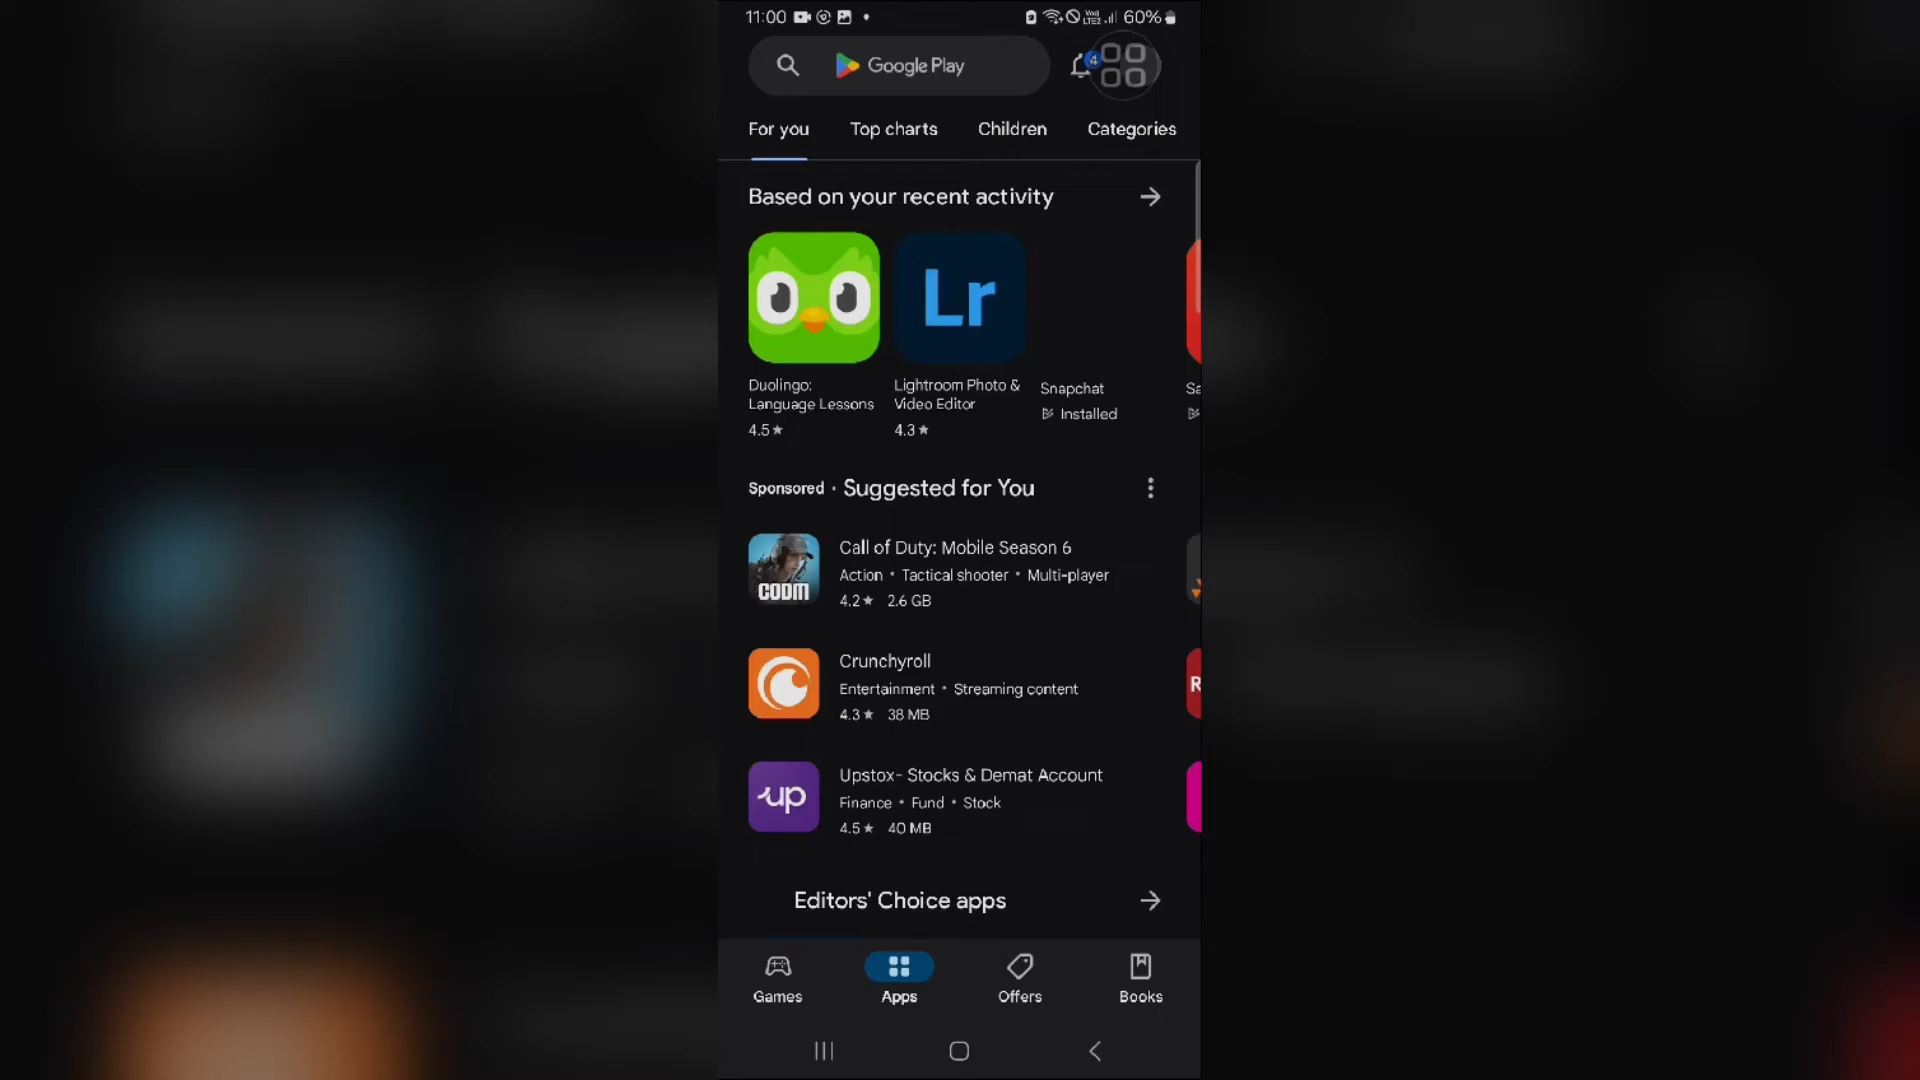 11:00
Vo)
LTE2
60%
Google Play
4
For you
Top charts
Children
Categories
Based on your recent activity
Lr
Duolingo:
Language Lessons
4.5★
Lightroom Photo &
Video Editor
4.3★
Snapchat
Installed
Sa
Sponsored • Suggested for You
CODM
Call of Duty: Mobile Season 6
Action • Tactical shooter • Multi-player
4.2★ 2.6 GB
Crunchyroll
Entertainment • Streaming content
4.3★ 38 MB
R
up
Upstox- Stocks & Demat Account
Finance • Fund • Stock
4.5★ 40 MB
Editors' Choice apps
Games
Apps
Offers
Books